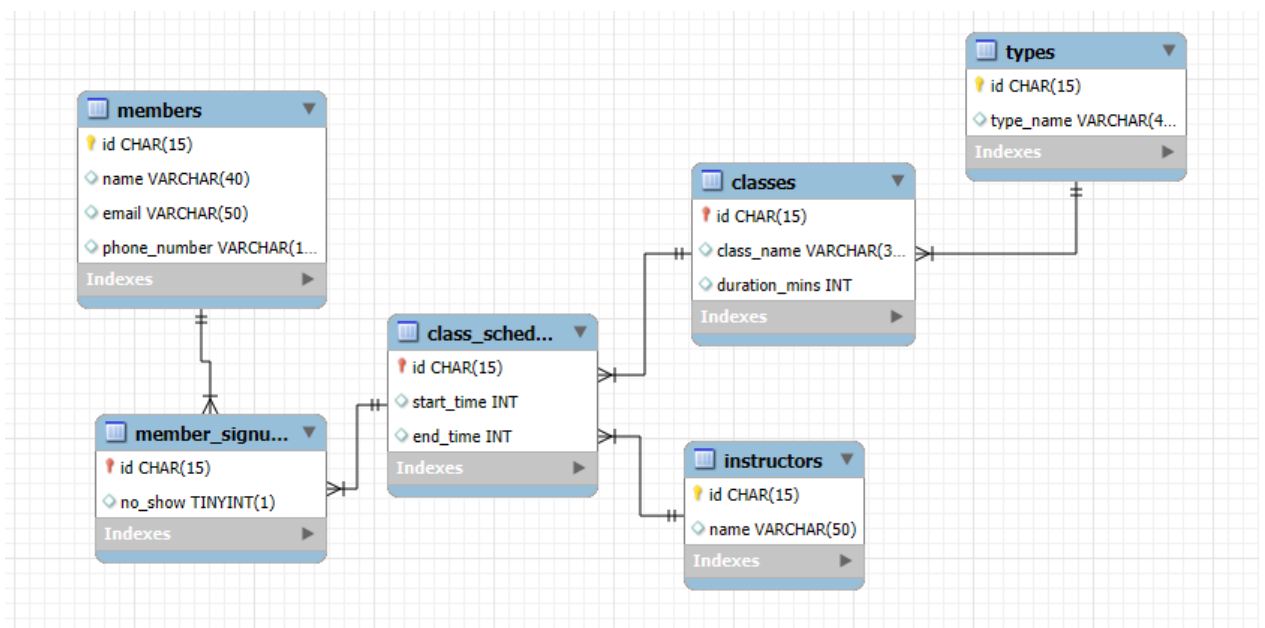 types
id CHAR(15)
type_name VARCHAR(4...
Indexes
members
id CHAR(15)
name VARCHAR(40)
email VARCHAR(50)
phone_number VARCHAR(1...
Indexes
classes
id CHAR(15)
class_name VARCHAR(3...
duration_mins INT
Indexes
class_sched...
id CHAR(15)
start_time INT
end_time INT
Indexes
member_signu...
id CHAR(15)
no_show TINYINT(1)
Indexes
instructors
id CHAR(15)
name VARCHAR(50)
Indexes